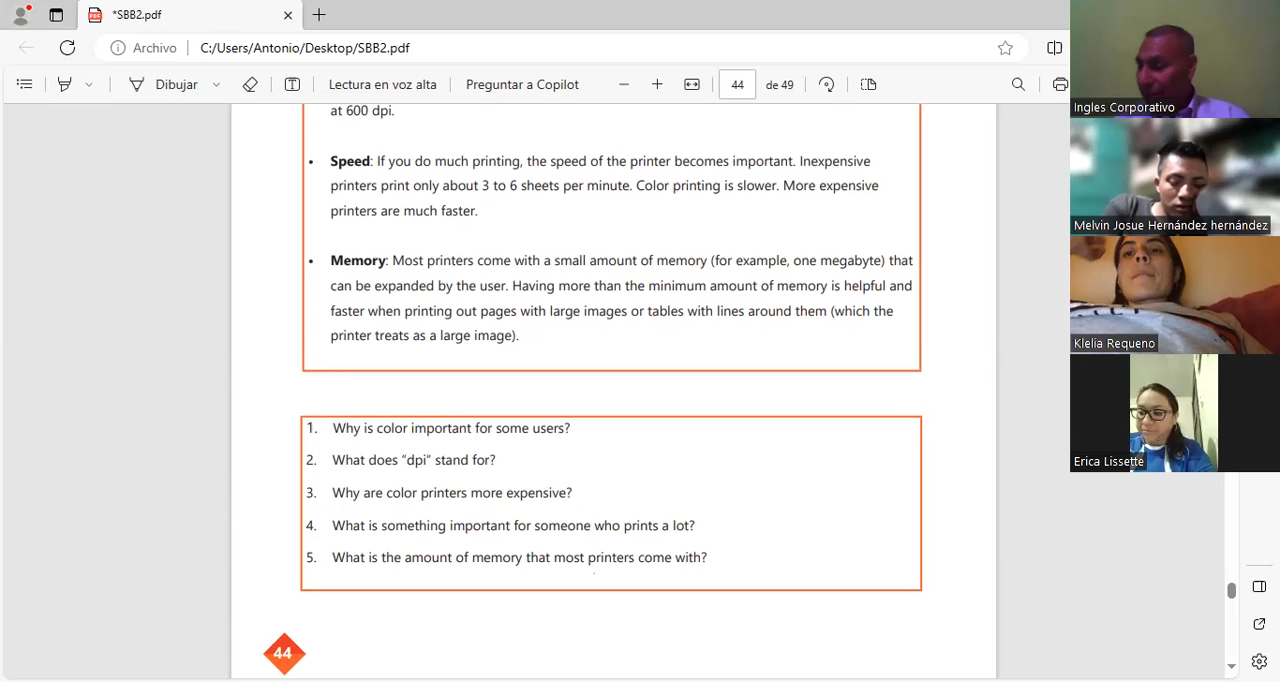 *SBB2.pdf
Archivo
C:/Users/Antonio/Desktop/SBB2.pdf
Dibujar
Lectura en voz alta
Preguntar a Copilot
44
de 49
at 600 dpi.
• Speed: If you do much printing, the speed of the printer becomes important. Inexpensive
printers print only about 3 to 6 sheets per minute. Color printing is slower. More expensive
printers are much faster.
• Memory: Most printers come with a small amount of memory (for example, one megabyte) that
can be expanded by the user. Having more than the minimum amount of memory is helpful and
faster when printing out pages with large images or tables with lines around them (which the
printer treats as a large image).
1. Why is color important for some users?
2. What does “dpi” stand for?
3. Why are color printers more expensive?
4. What is something important for someone who prints a lot?
5. What is the amount of memory that most printers come with?
44
Ingles Corporativo
Melvin Josue Hernández hernández
Klelia Requeno
Erica Lissette